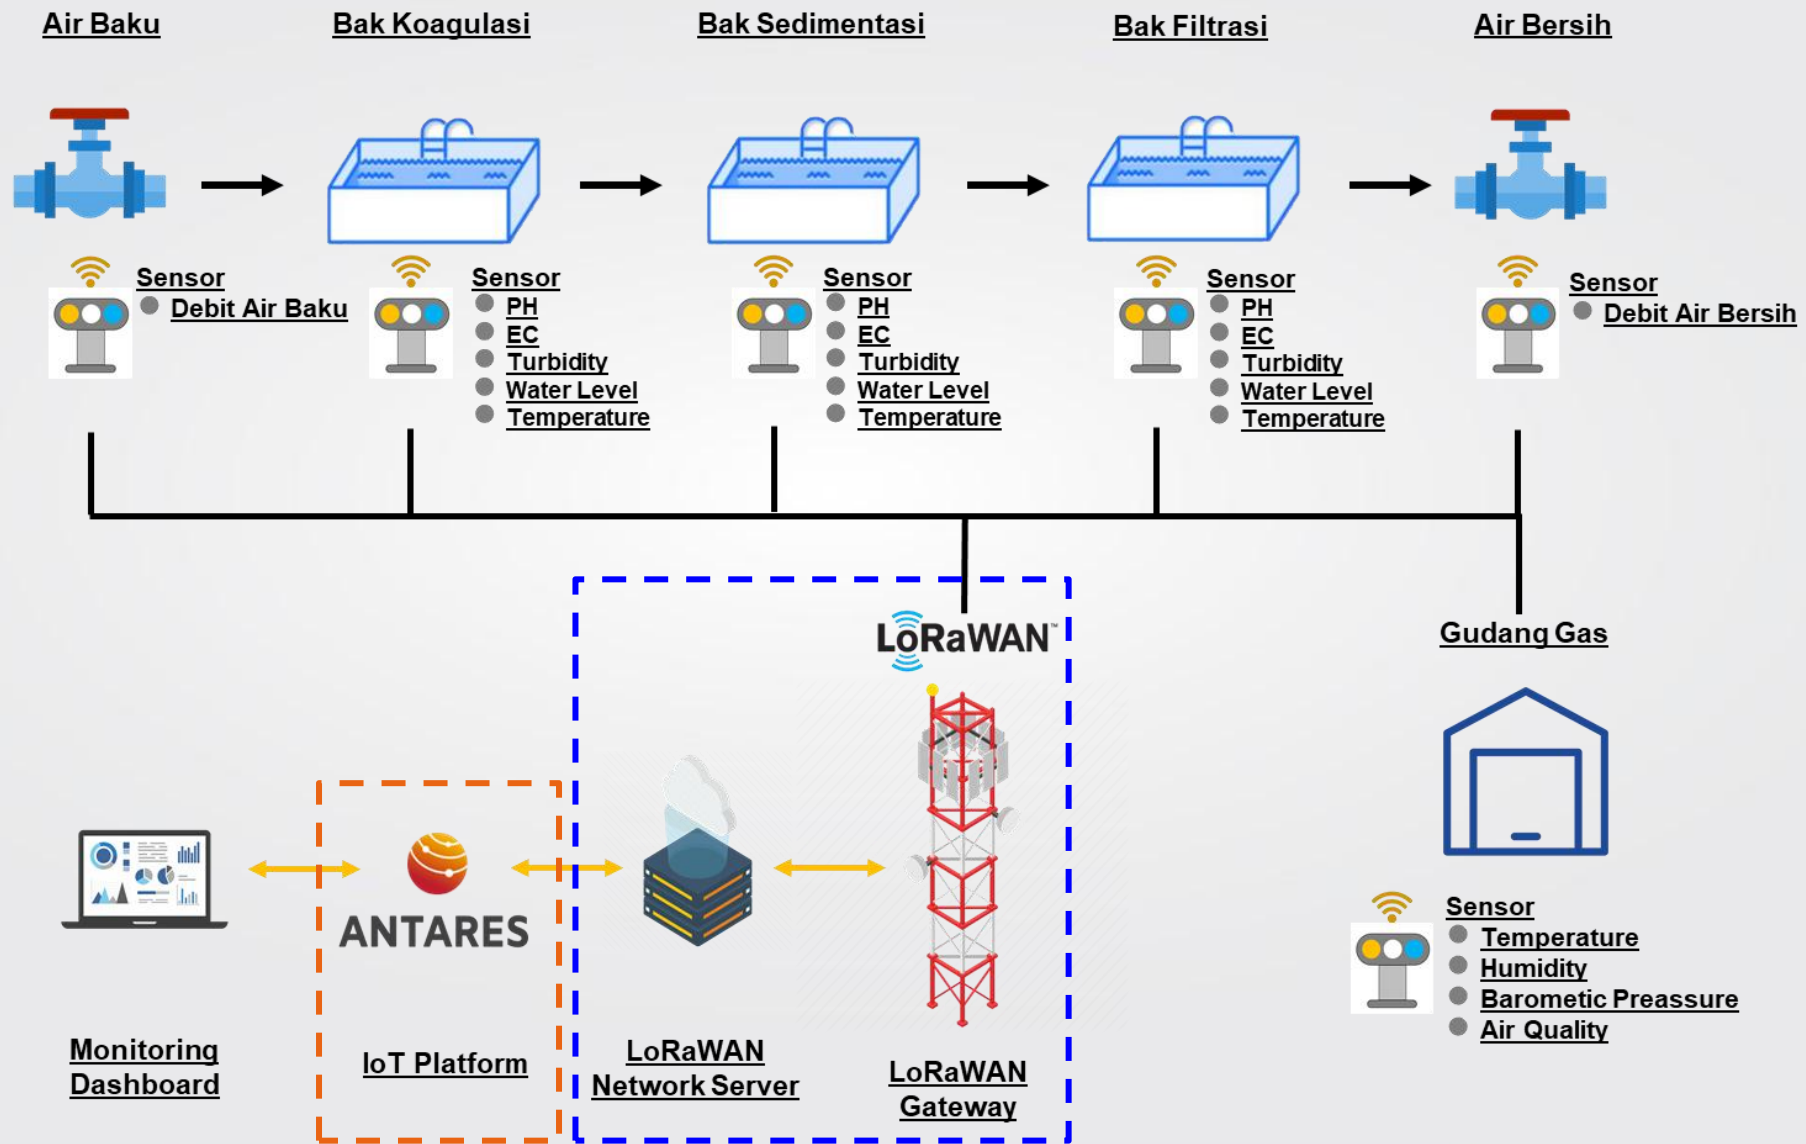 Air Baku
Bak Koagulasi
Bak Sedimentasi
Bak Filtrasi
Air Bersih
Sensor
Debit Air Baku
Sensor
PH
EC
Turbidity
Water Level
Temperature
Sensor
PH
EC
Turbidity
Water Level
Temperature
Sensor
PH
EC
Turbidity
Water Level
Temperature
Sensor
Debit Air Bersih
LoRaWAN™
Gudang Gas
ANTARES
Sensor
Temperature
Humidity
Barometic Preassure
Air Quality
Monitoring
Dashboard
IoT Platform
LoRaWAN
Network Server
LoRaWAN
Gateway